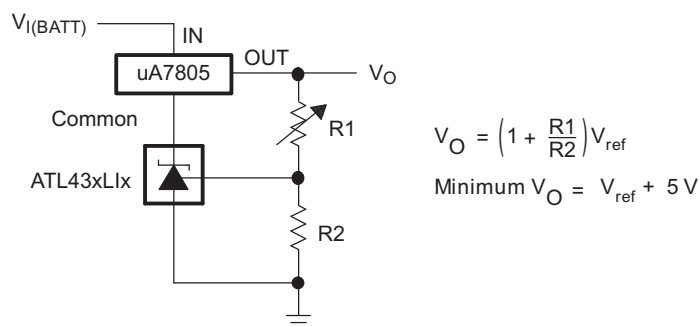 V_I(BATT)
IN
uA7805
OUT
V_O
Common
R1
ATL43xLIx
R2
V_O = (1 + R1/R2) V_ref
Minimum V_O = V_ref + 5 V